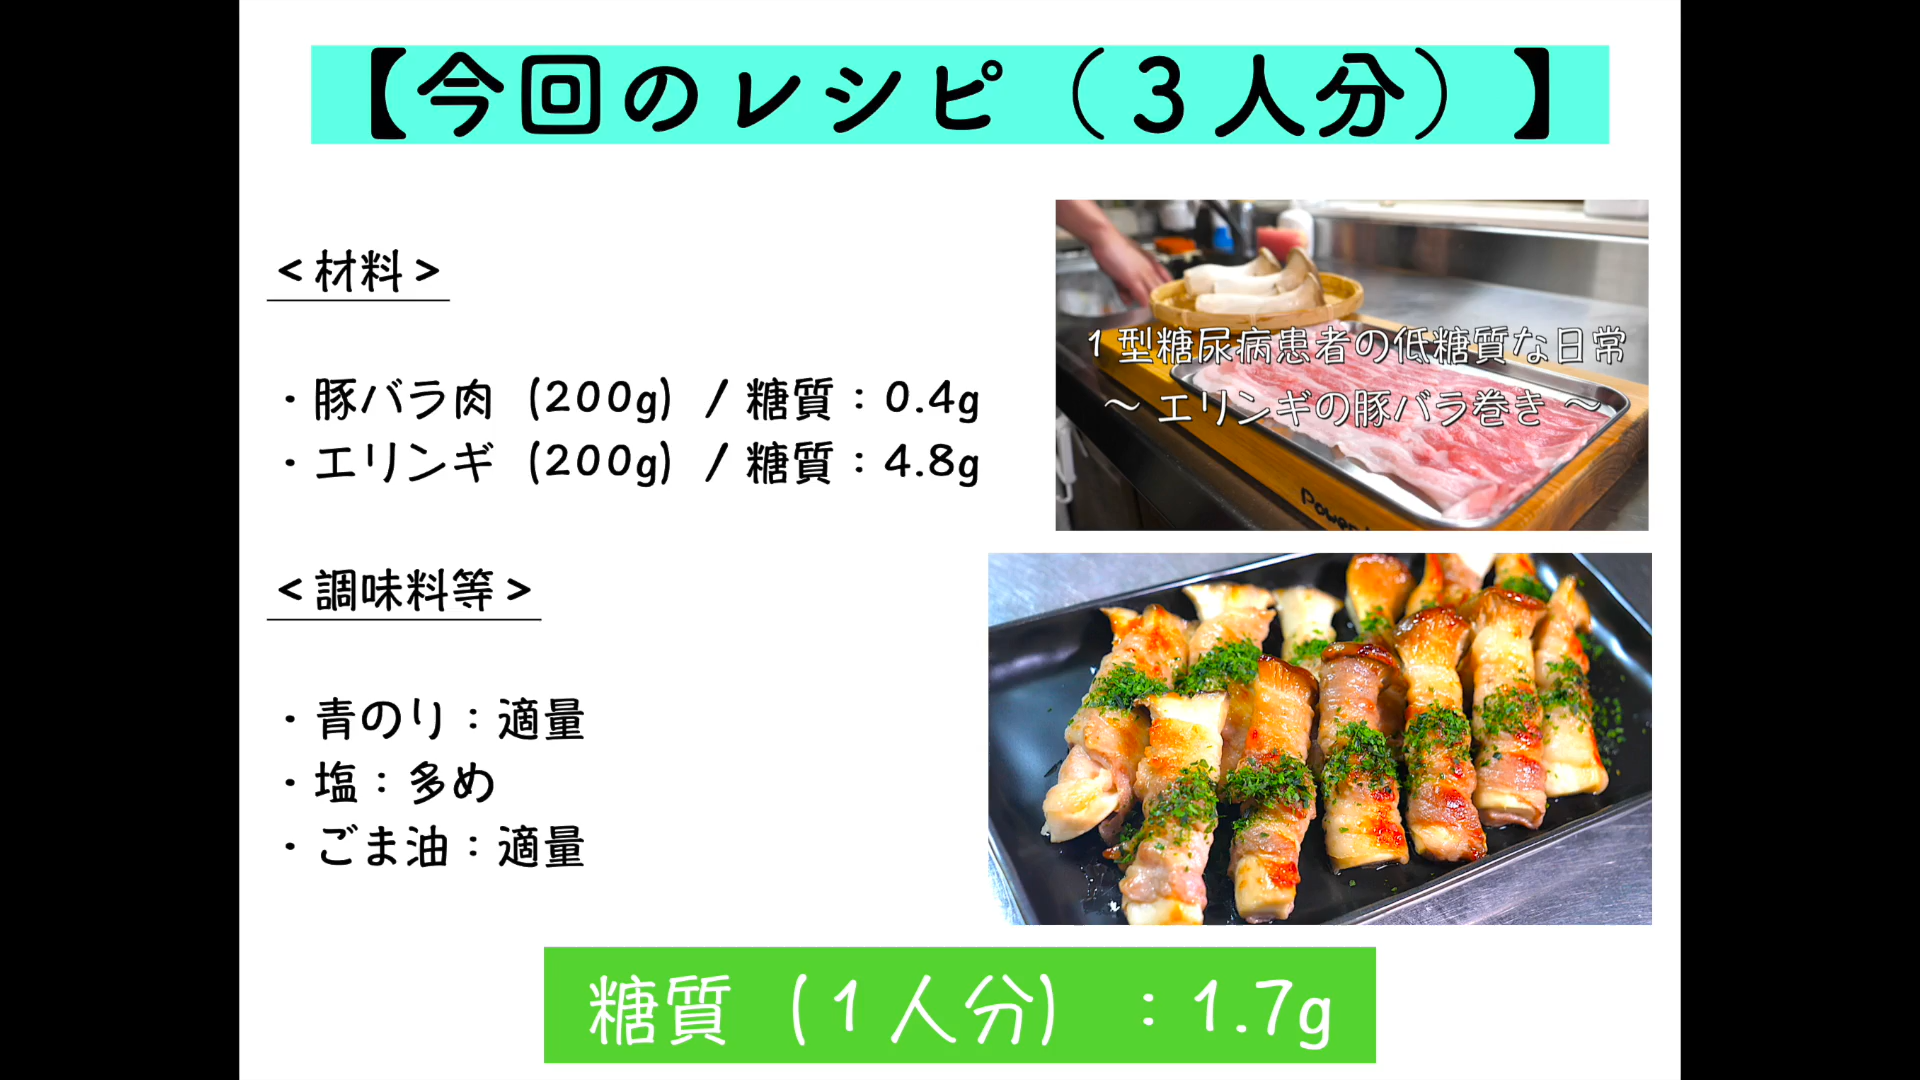 【今回のレシピ（３人分）】
＜材料＞
・豚バラ肉（200g）/ 糖質：0.4g
・エリンギ（200g）/ 糖質：4.8g
＜調味料等＞
・青のり：適量
・塩：多め
・ごま油：適量
1型糖尿病患者の低糖質な日常
～ エリンギの豚バラ巻き ～
Power
糖質（１人分）：1.7g